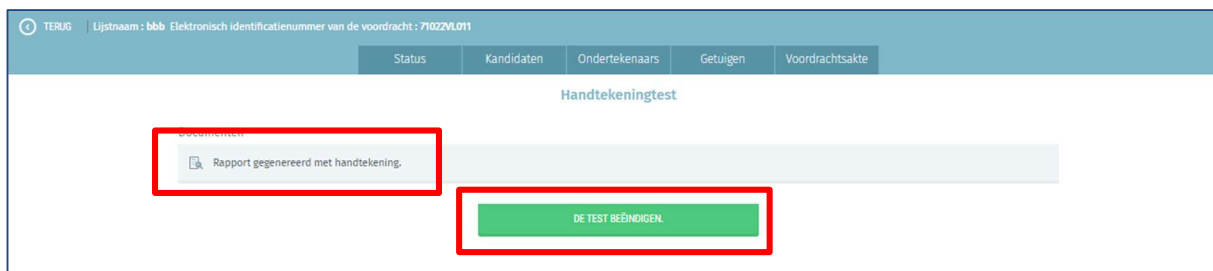 TERUG Lijstnaam : bbb Elektronisch identificatienummer van de voordracht : 71022VL011
Status Kandidaten Ondertekenaars Getuigen Voordrachtsakte
Handtekeningtest
Documenten
Rapport gegenereerd met handtekening.
DE TEST BEËINDIGEN.